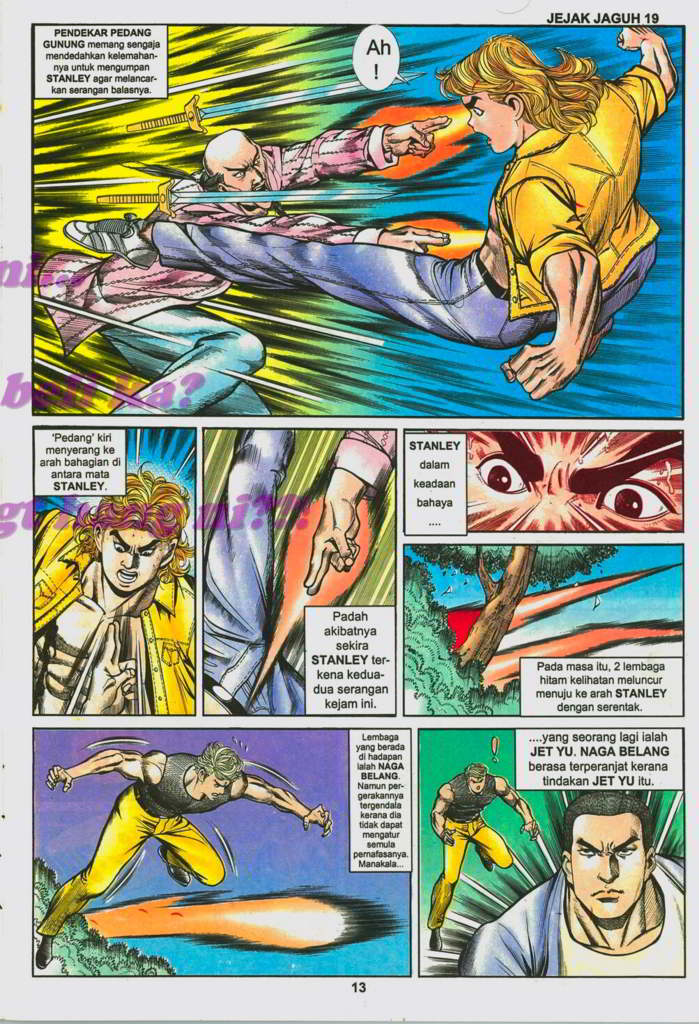 JEJAK JAGUH 19
PENDEKAR PEDANG
GUNUNG memang sengaja
mendedahkan kelemahan-
nya untuk mengumpan
STANLEY agar melancar-
kan serangan balasnya.
Ah
!
ni...
beli ka?
ni?!!!
'Pedang' kiri
menyerang ke
arah bahagian di
antara mata
STANLEY.
Padah
akibatnya
sekira
STANLEY ter-
kena kedua-
dua serangan
kejam ini.
STANLEY
dalam
keadaan
bahaya
....
Pada masa itu, 2 lembaga
hitam kelihatan meluncur
menuju ke arah STANLEY
dengan serentak.
Lembaga
yang berada
di hadapan
ialah NAGA
BELANG.
Namun per-
gerakannya
tergendala
kerana dia
tidak dapat
mengatur
semula
pernafasanya.
Manakala...
....yang seorang lagi ialah
JET YU. NAGA BELANG
berasa terperanjat kerana
tindakan JET YU itu.
!
13